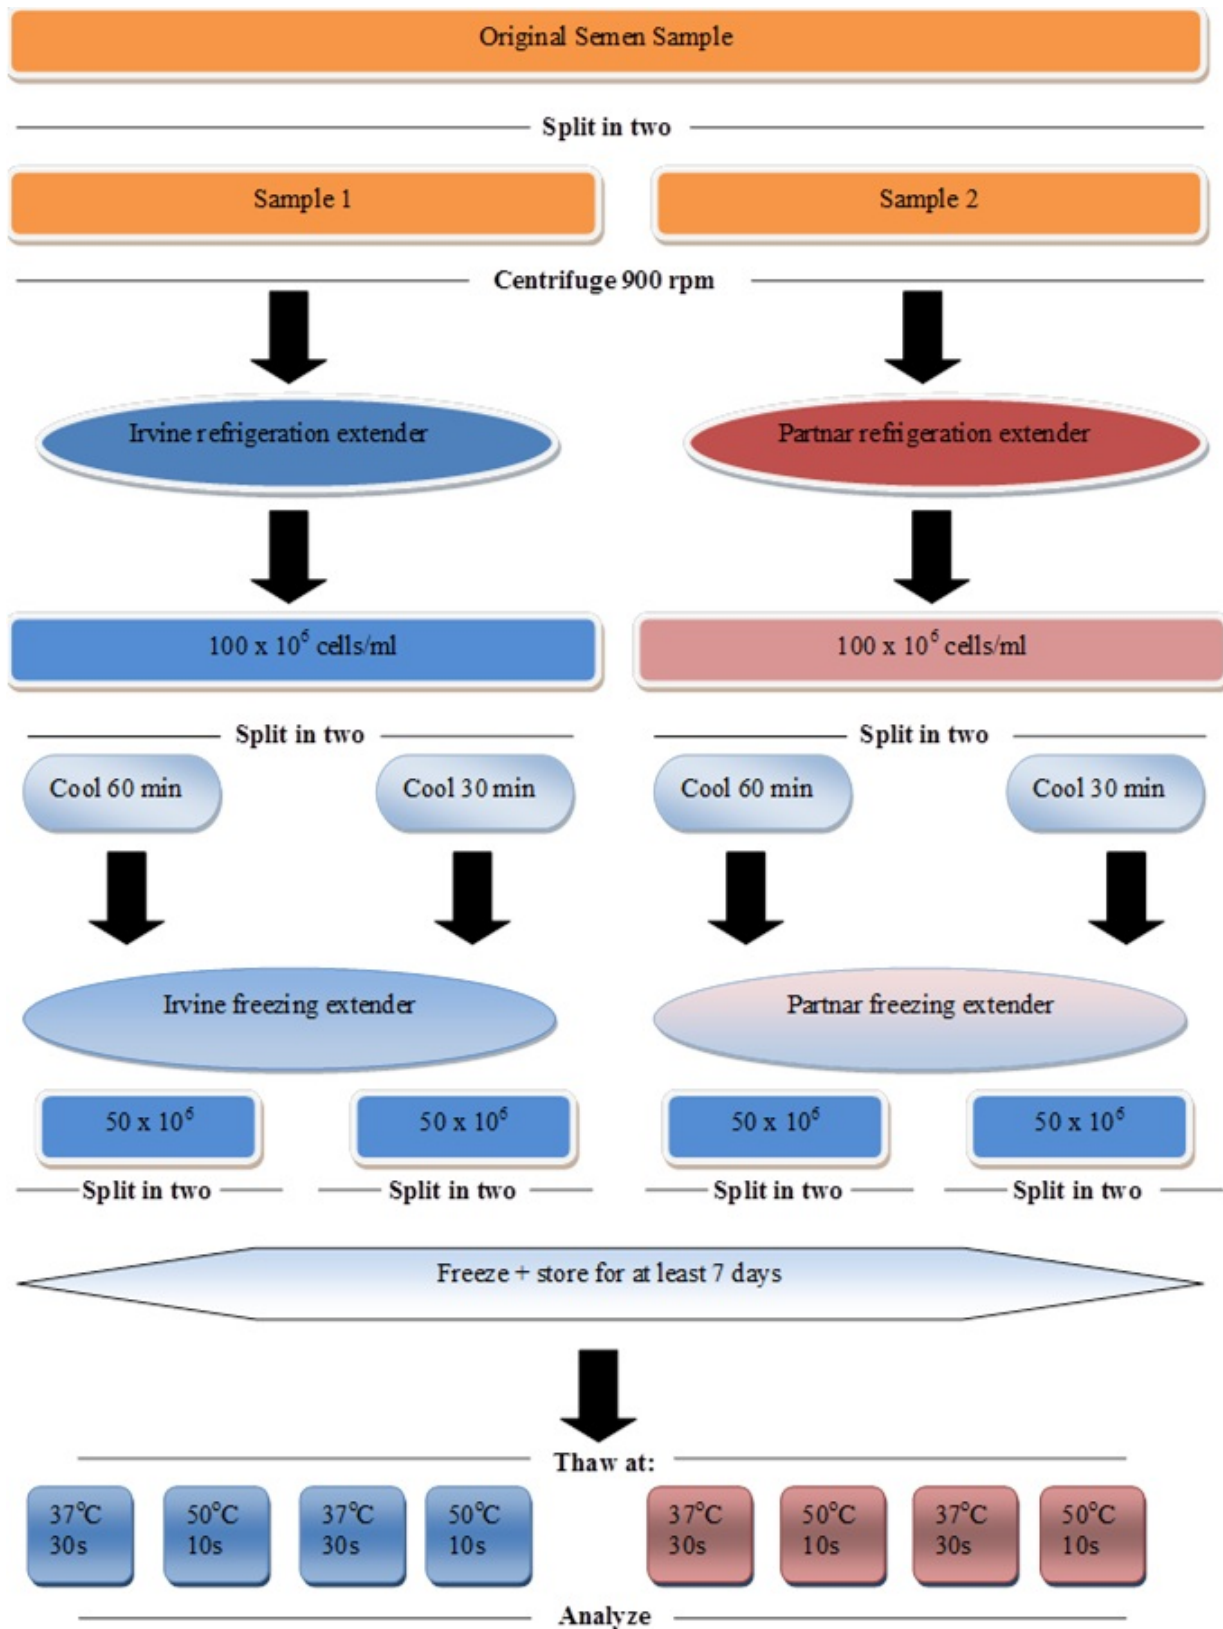 Original Semen Sample
Split in two
Sample 1
Sample 2
Centrifuge 900 rpm
Irvine refrigeration extender
Partnar refrigeration extender
100 x 10⁶ cells/ml
100 x 10⁶ cells/ml
Split in two
Split in two
Cool 60 min
Cool 30 min
Cool 60 min
Cool 30 min
Irvine freezing extender
Partnar freezing extender
50 x 10⁶
50 x 10⁶
50 x 10⁶
50 x 10⁶
Split in two
Split in two
Split in two
Split in two
Freeze + store for at least 7 days
Thaw at:
37°C
30s
50°C
10s
37°C
30s
50°C
10s
37°C
30s
50°C
10s
37°C
30s
50°C
10s
Analyze